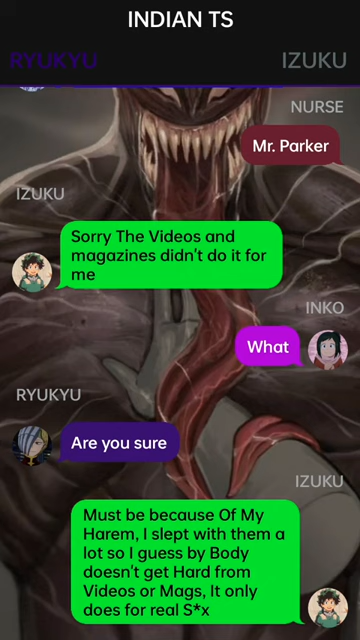 INDIAN TS
RYUKYU
IZUKU
NURSE
Mr. Parker
IZUKU
Sorry The Videos and
magazines didn't do it for
me
INKO
What
RYUKYU
Are you sure
IZUKU
Must be because Of My
Harem, I slept with them a
lot so I guess by Body
doesn't get Hard from
Videos or Mags, It only
does for real S*x